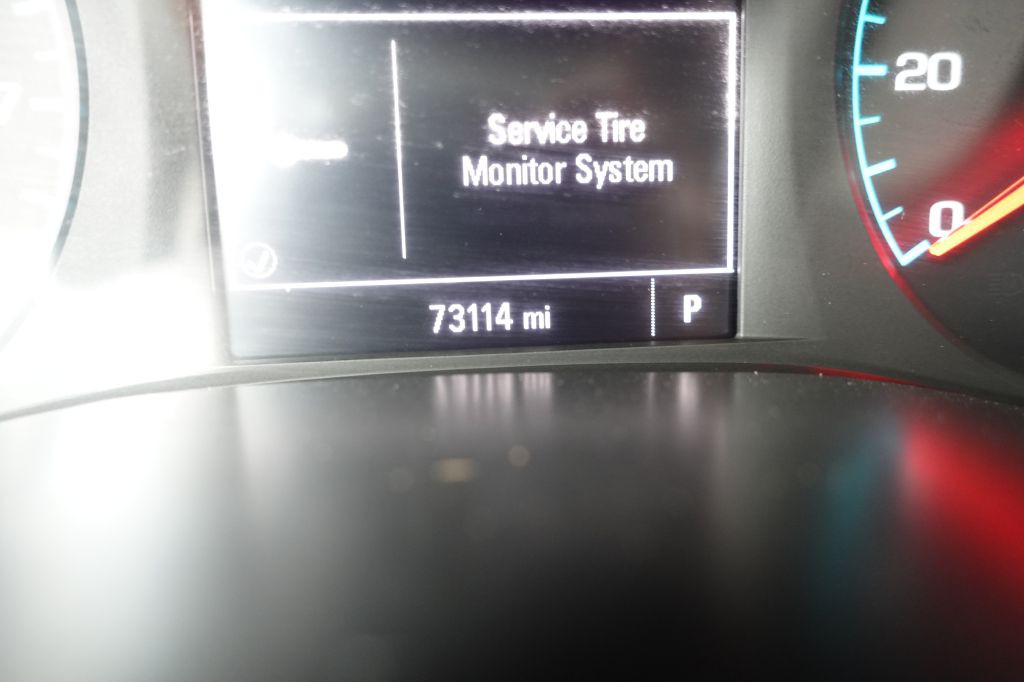 Service Tire
Monitor System
73114 mi
P
20
0